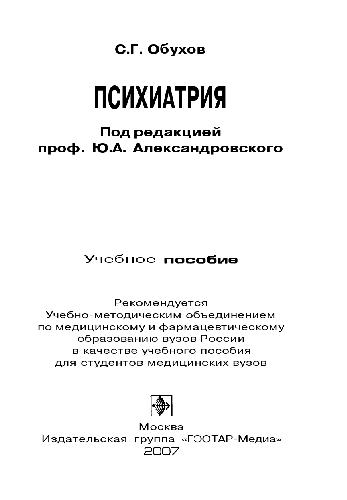 С.Г. Обухов
ПСИХИАТРИЯ
Под редакцией
проф. Ю.А. Александровского
Учебное пособие
Рекомендуется
Учебно-методическим объединением
по медицинскому и фармацевтическому
образованию вузов России
в качестве учебного пособия
для студентов медицинских вузов
Москва
Издательская группа «ГЭОТАР-Медиа»
2007